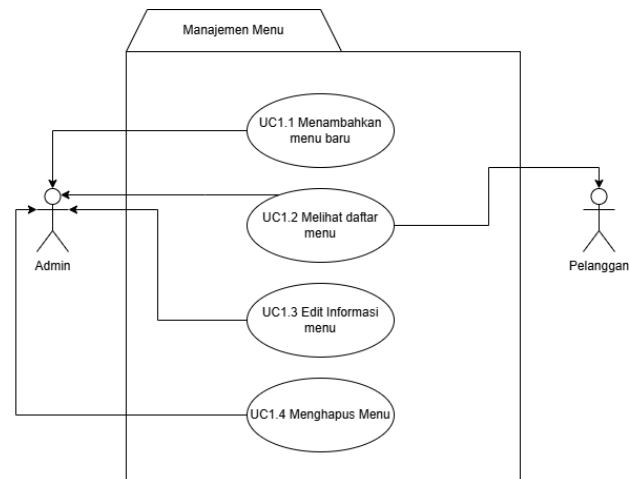 Manajemen Menu
UC1.1 Menambahkan
menu baru
UC1.2 Melihat daftar
menu
Admin
Pelanggan
UC1.3 Edit Informasi
menu
UC1.4 Menghapus Menu